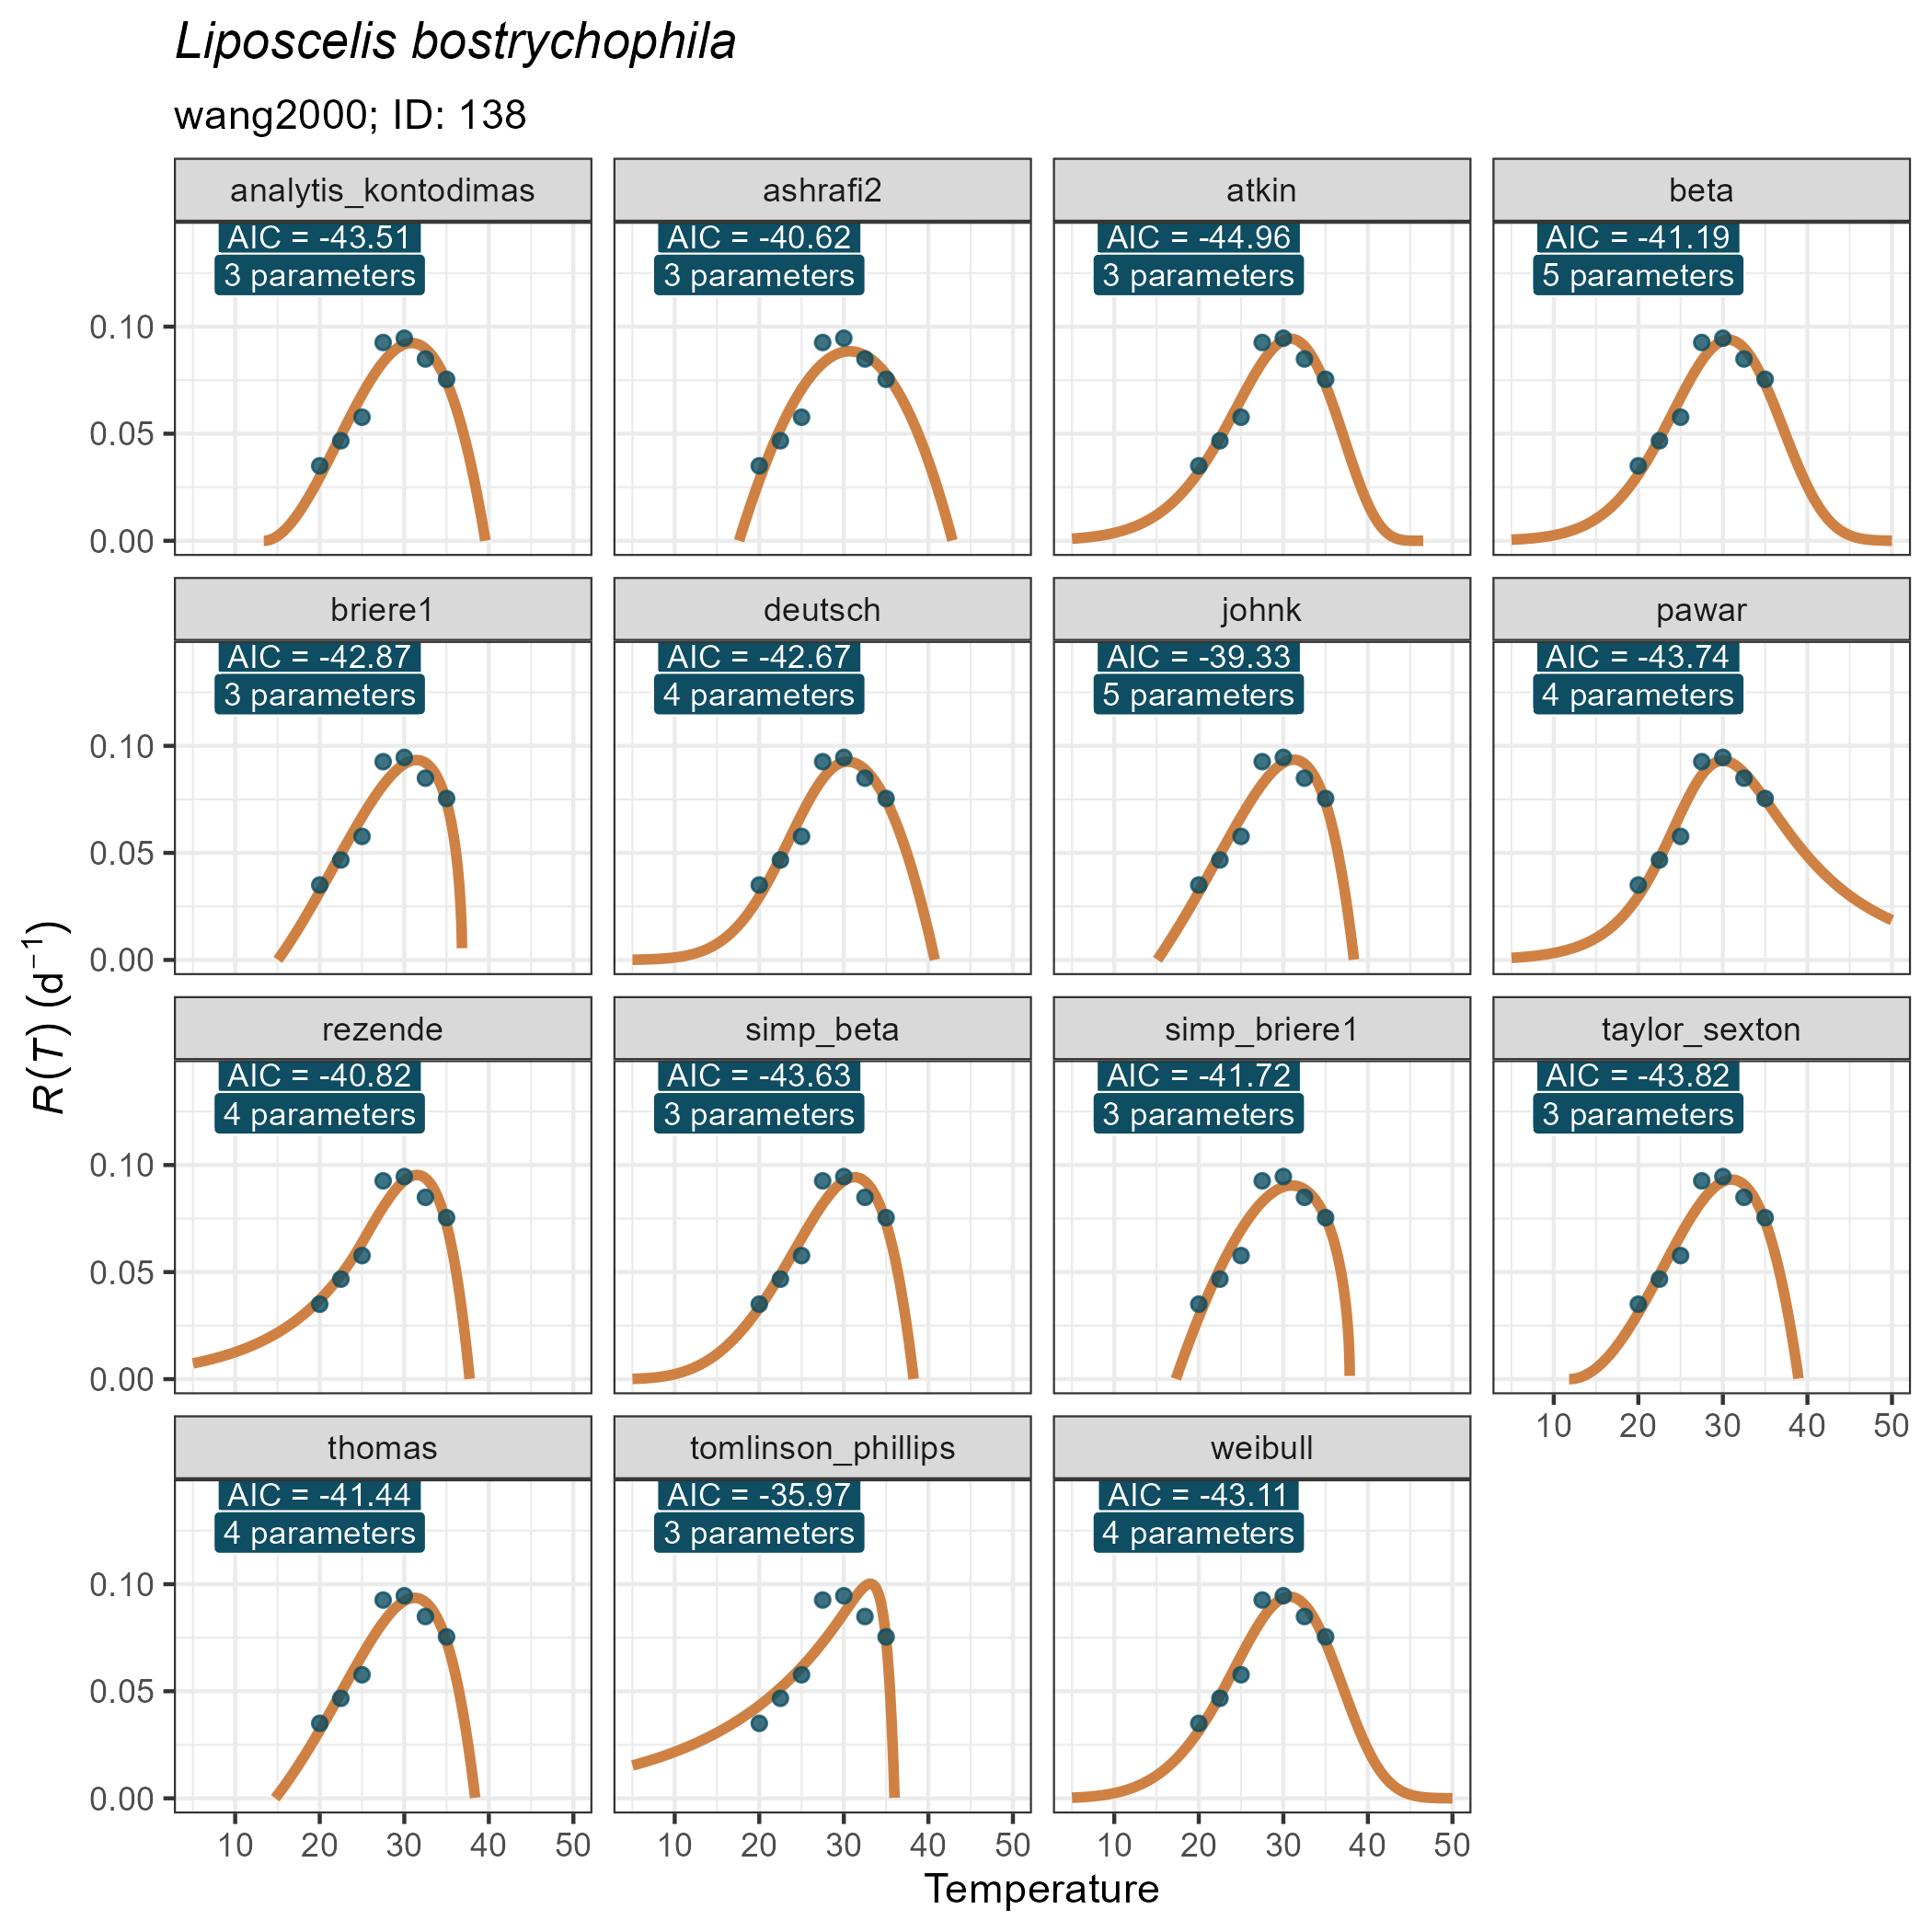 Liposcelis bostrychophila
wang2000; ID: 138
analytis_kontodimas
ashrafi2
atkin
beta
AIC = -43.51
3 parameters
AIC = -40.62
3 parameters
AIC = -44.96
3 parameters
AIC = -41.19
5 parameters
0.10
0.05
0.00
briere1
deutsch
johnk
pawar
AIC = -42.87
3 parameters
AIC = -42.67
4 parameters
AIC = -39.33
5 parameters
AIC = -43.74
4 parameters
0.10
0.05
0.00
R(T) (d⁻¹)
rezende
simp_beta
simp_briere1
taylor_sexton
AIC = -40.82
4 parameters
AIC = -43.63
3 parameters
AIC = -41.72
3 parameters
AIC = -43.82
3 parameters
0.10
0.05
0.00
10 20 30 40 50
thomas
tomlinson_phillips
weibull
AIC = -41.44
4 parameters
AIC = -35.97
3 parameters
AIC = -43.11
4 parameters
0.10
0.05
0.00
10 20 30 40 50
10 20 30 40 50
10 20 30 40 50
Temperature